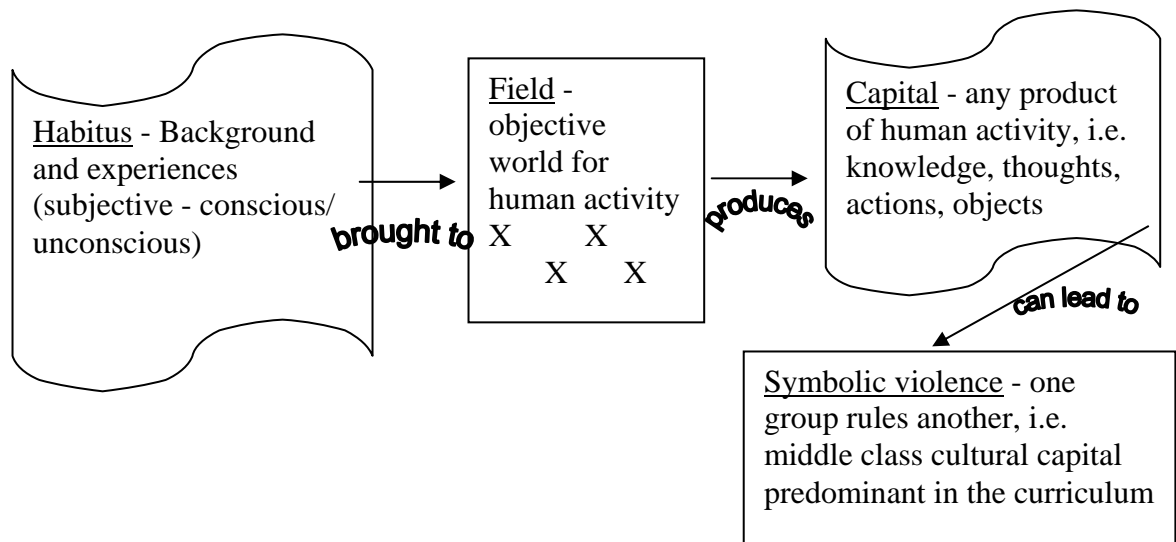 Habitus - Background
and experiences
(subjective - conscious/
unconscious)
brought to
Field -
objective
world for
human activity
X X
X X
produces
Capital - any product
of human activity, i.e.
knowledge, thoughts,
actions, objects
can lead to
Symbolic violence - one
group rules another, i.e.
middle class cultural capital
predominant in the curriculum